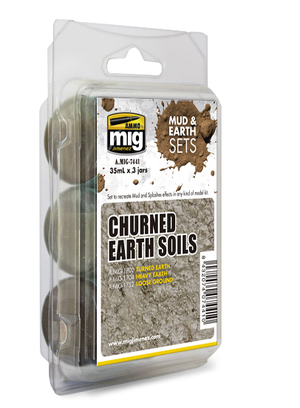 AMMO
mig
jimenez
A.MIG-7441
35mL x 3 jars
MUD &
EARTH
SETS
Set to recreate Mud and Splashes effects in any kind of model kit.
CHURNED
EARTH SOILS
TURNED EARTH
HEAVY EARTH
LOOSE GROUND
www.migjimenez.com